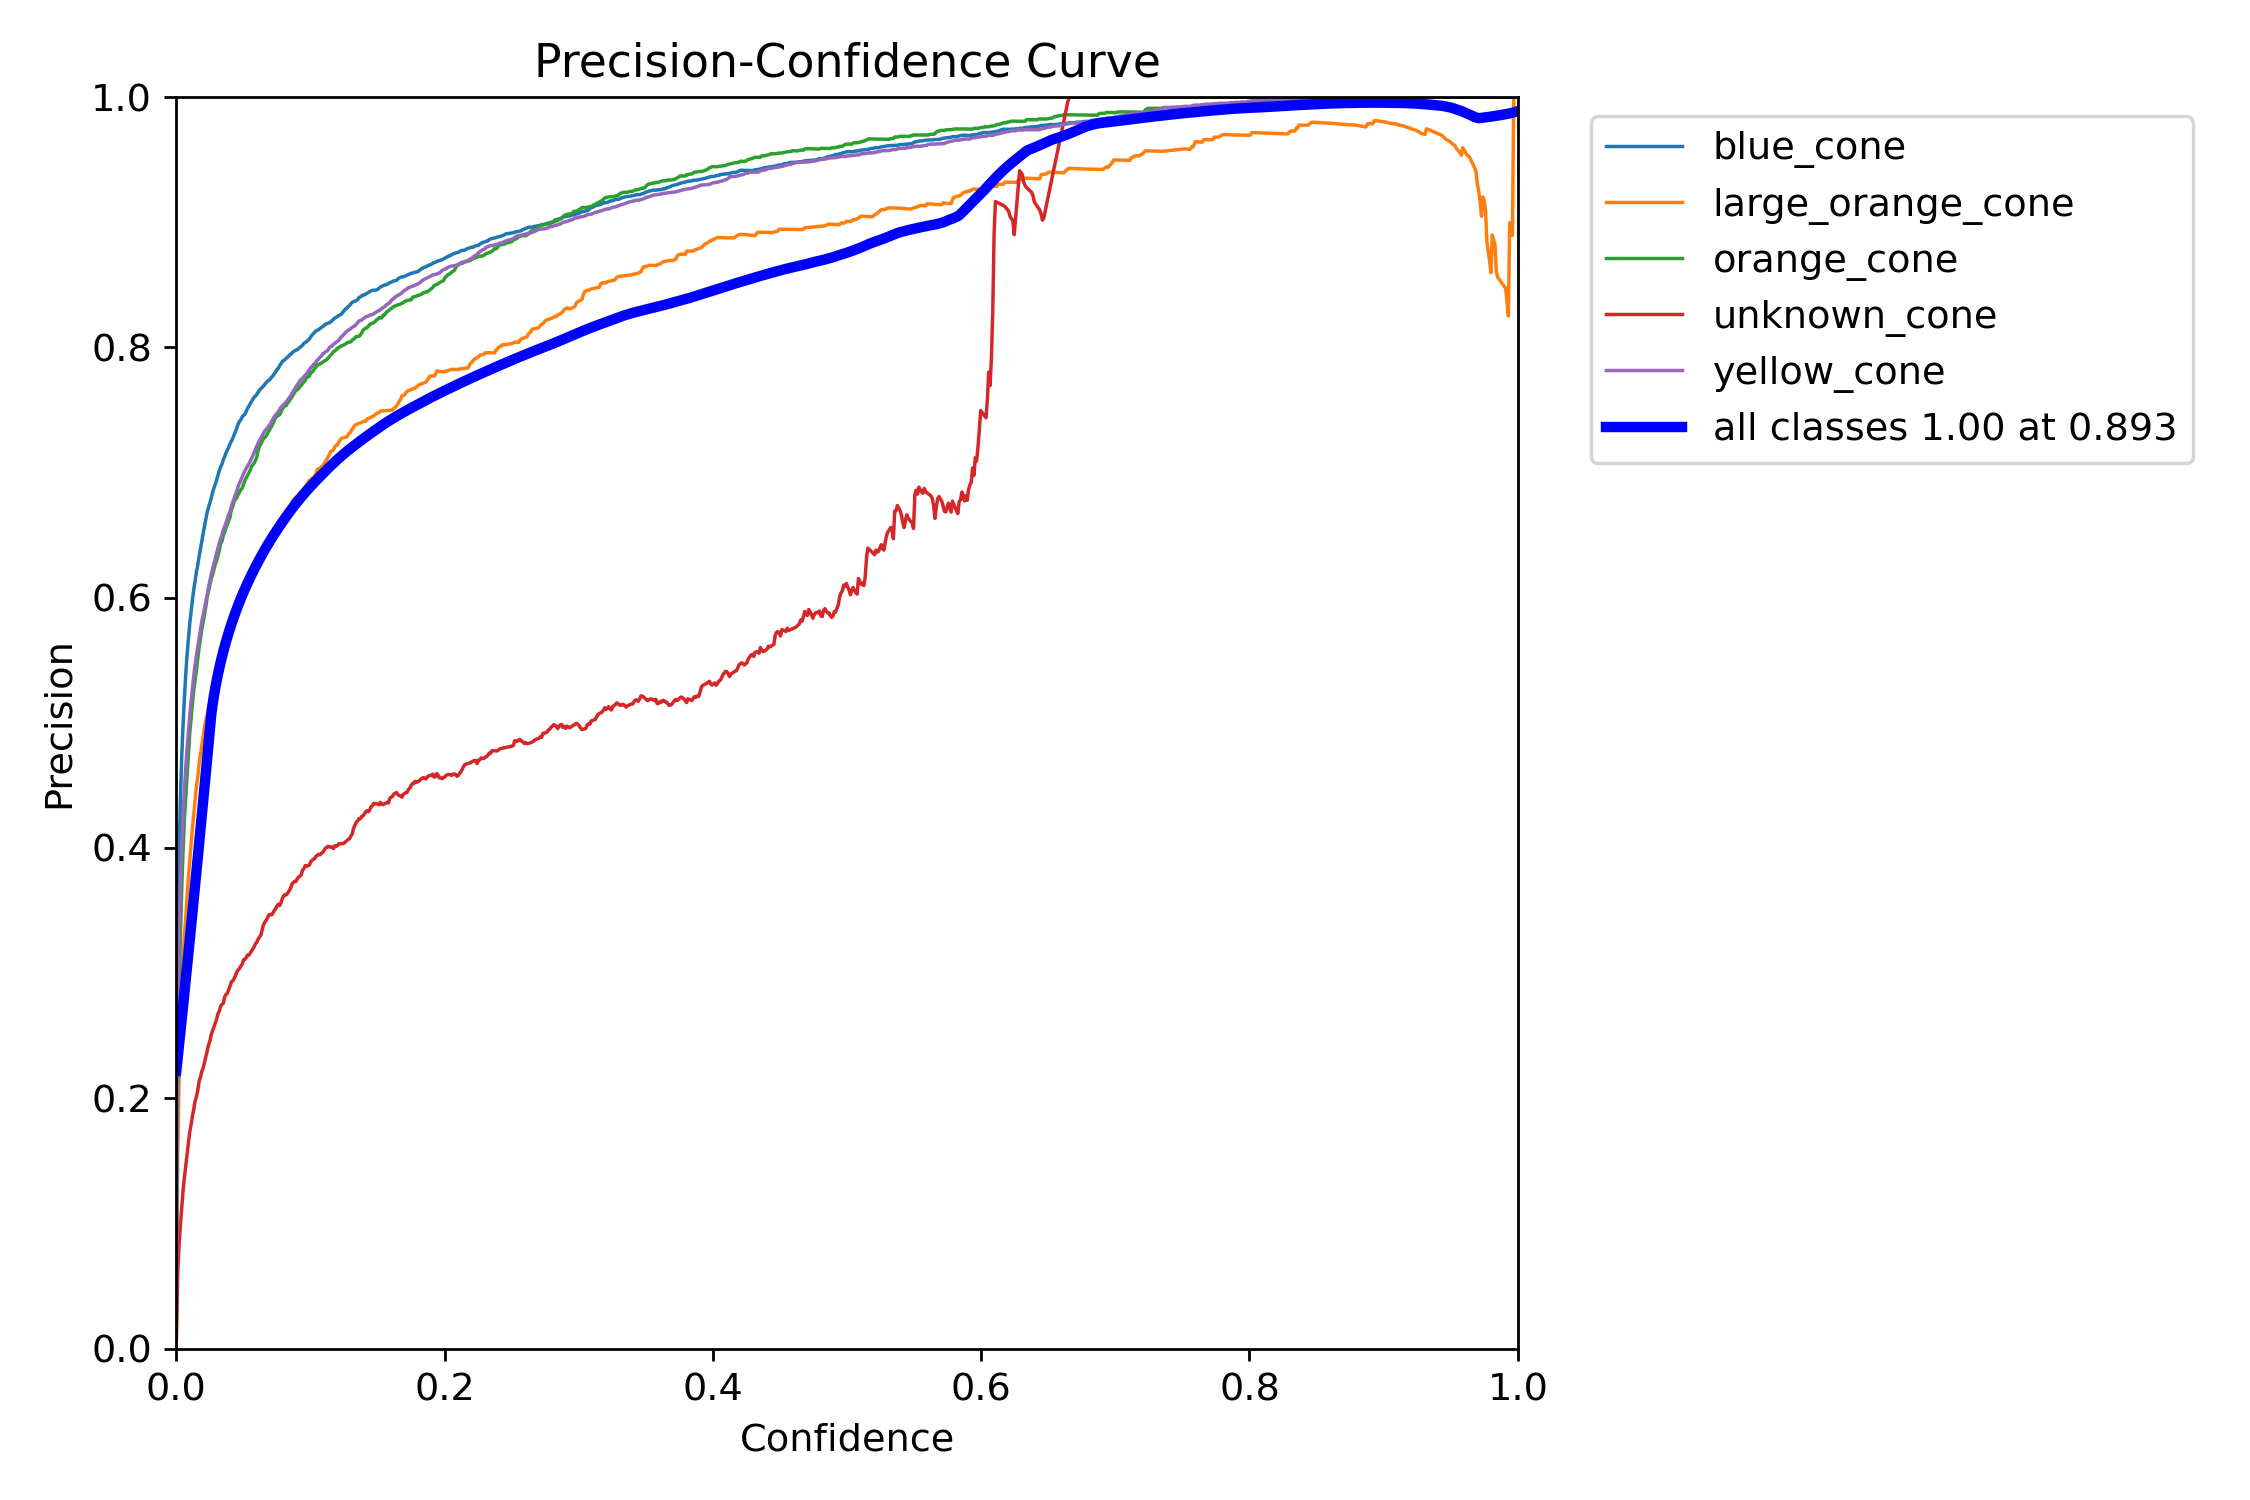 Precision-Confidence Curve
1.0
0.8
0.6
0.4
0.2
0.0
Precision
0.0 0.2 0.4 0.6 0.8 1.0
Confidence
blue_cone
large_orange_cone
orange_cone
unknown_cone
yellow_cone
all classes 1.00 at 0.893